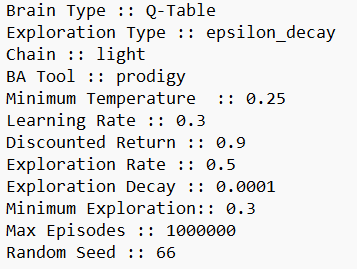 Brain Type :: Q-Table
Exploration Type :: epsilon_decay
Chain :: light
BA Tool :: prodigy
Minimum Temperature  :: 0.25
Learning Rate :: 0.3
Discounted Return :: 0.9
Exploration Rate :: 0.5
Exploration Decay :: 0.0001
Minimum Exploration:: 0.3
Max Episodes :: 1000000
Random Seed :: 66